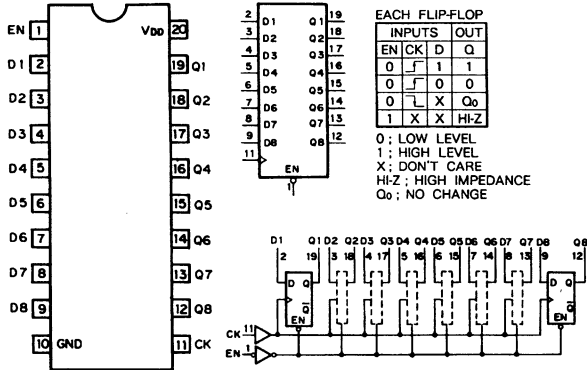 EN 1 VDD 20
D1 2 19 Q1
D2 3 18 Q2
D3 4 17 Q3
D4 5 16 Q4
D5 6 15 Q5
D6 7 14 Q6
D7 8 13 Q7
D8 9 12 Q8
10 GND 11 CK
2 D1 Q1 19
3 D2 Q2 18
4 D3 Q3 17
5 D4 Q4 16
6 D5 Q5 15
7 D6 Q6 14
8 D7 Q7 13
9 D8 Q8 12
11
EN
1
EACH FLIP-FLOP
INPUTS OUT
EN CK D Q
0 1 1
0 0 0
0 X Q0
1 X X HI-Z
0 ; LOW LEVEL
1 ; HIGH LEVEL
X ; DON'T CARE
HI-Z ; HIGH IMPEDANCE
Q0 ; NO CHANGE
D1 Q1 D2 Q2 D3 Q3 D4 Q4 D5 Q5 D6 Q6 D7 Q7 D8 Q8
2 19 3 18 4 17 5 16 6 15 7 14 8 13 9 12
D Q D Q
Q̅ Q̅
EN EN
CK 11
EN 1